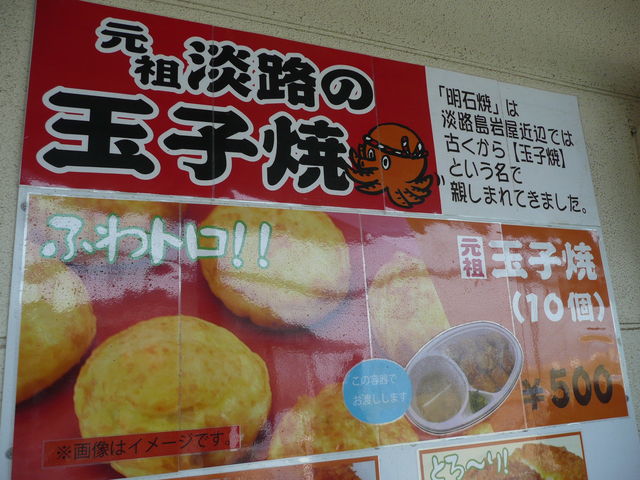 元祖 淡路の
玉子焼
「明石焼」は
淡路島岩屋近辺では
古くから【玉子焼】
という名で
親しまれてきました。
ふわトロ!!
元祖 玉子焼
(10個)
この容器で
お渡しします
¥500
※画像はイメージです。
とろ〜り!